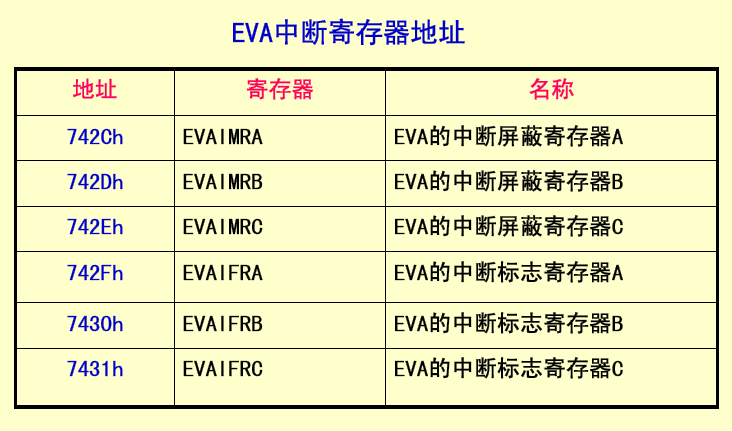 EVA中断寄存器地址
地址 寄存器 名称
742Ch EVAIMRA EVA的中断屏蔽寄存器A
742Dh EVAIMRB EVA的中断屏蔽寄存器B
742Eh EVAIMRC EVA的中断屏蔽寄存器C
742Fh EVAIFRA EVA的中断标志寄存器A
7430h EVAIFRB EVA的中断标志寄存器B
7431h EVAIFRC EVA的中断标志寄存器C